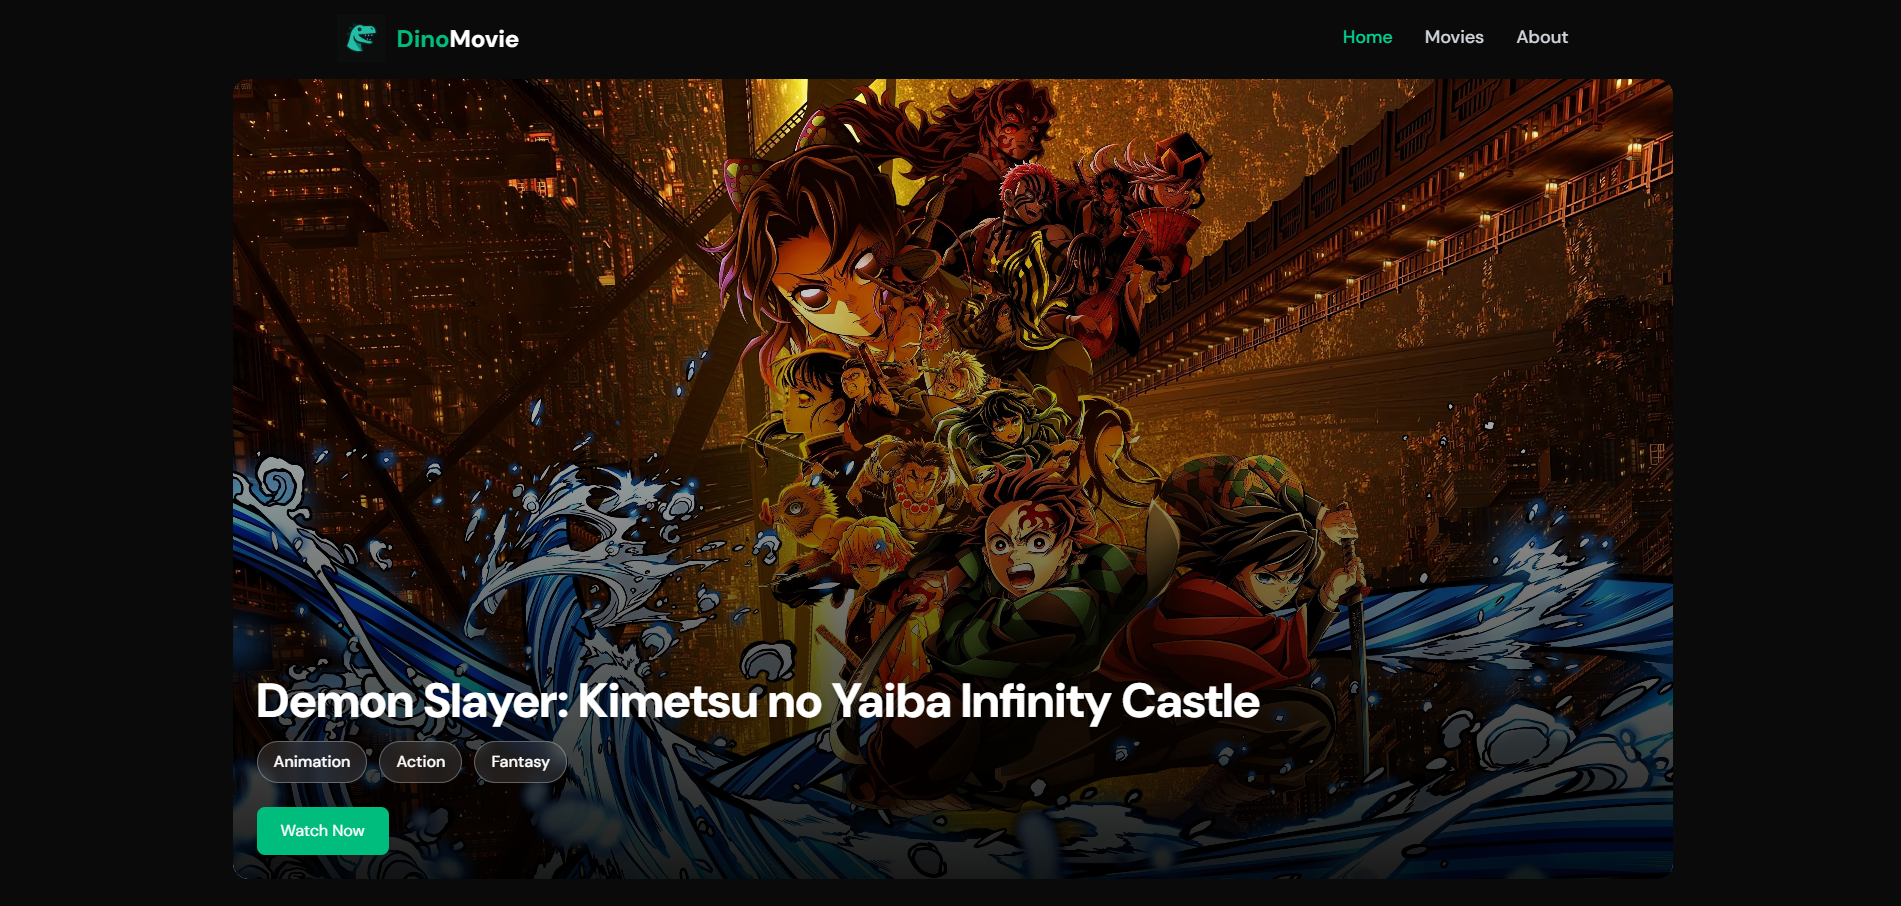 DinoMovie
Home Movies About
Demon Slayer: Kimetsu no Yaiba Infinity Castle
Animation Action Fantasy
Watch Now